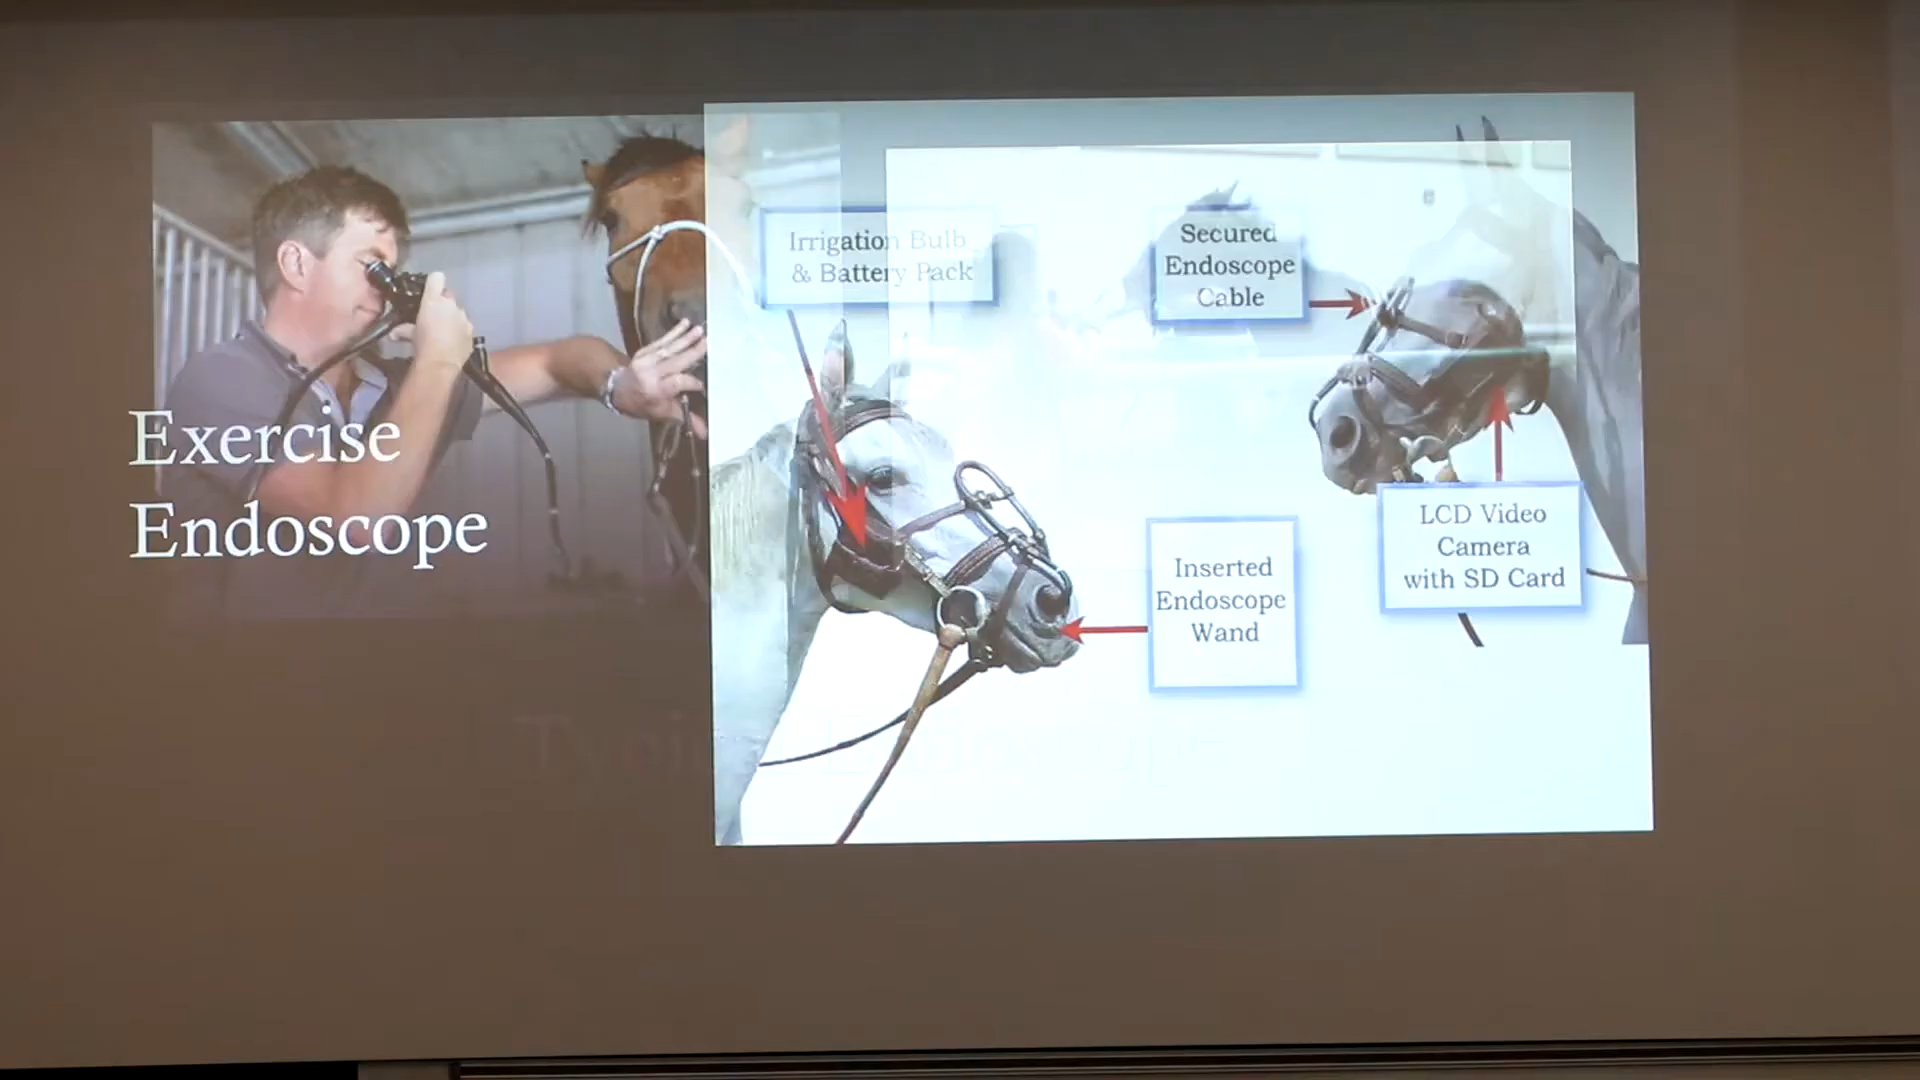 Exercise
Endoscope
Irrigation Bulb
& Battery Pack
Secured
Endoscope
Cable
Inserted
Endoscope
Wand
LCD Video
Camera
with SD Card